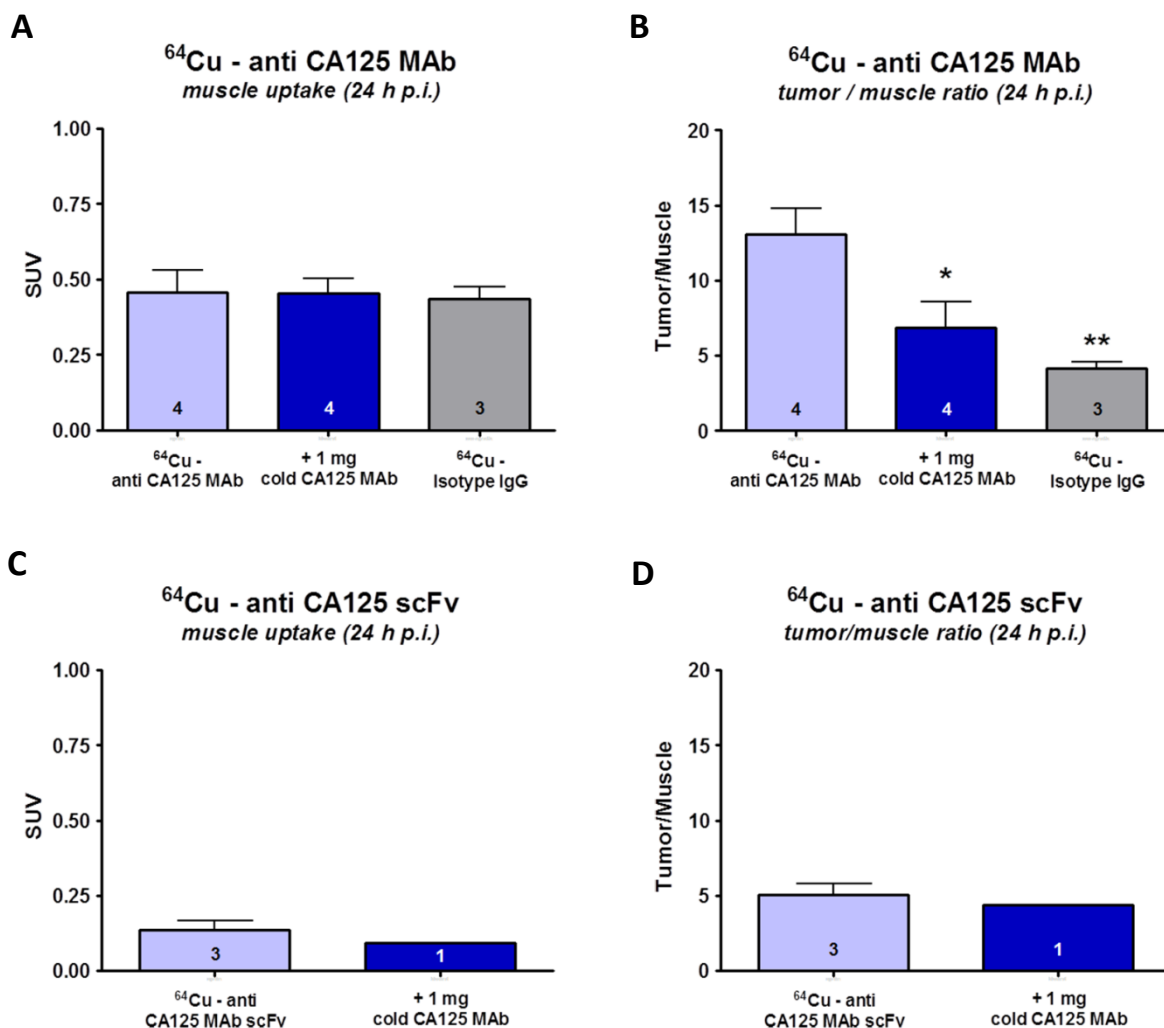 A
⁶⁴Cu - anti CA125 MAb
muscle uptake (24 h p.i.)
1.00
0.75
0.50
0.25
0.00
SUV
4
4
3
⁶⁴Cu -
anti CA125 MAb
+ 1 mg
cold CA125 MAb
⁶⁴Cu -
Isotype IgG
B
⁶⁴Cu - anti CA125 MAb
tumor / muscle ratio (24 h p.i.)
20
15
10
5
0
Tumor/Muscle
*
**
4
4
3
⁶⁴Cu -
anti CA125 MAb
+ 1 mg
cold CA125 MAb
⁶⁴Cu -
Isotype IgG
C
⁶⁴Cu - anti CA125 scFv
muscle uptake (24 h p.i.)
1.00
0.75
0.50
0.25
0.00
SUV
3
1
⁶⁴Cu - anti
CA125 MAb scFv
+ 1 mg
cold CA125 MAb
D
⁶⁴Cu - anti CA125 scFv
tumor/muscle ratio (24 h p.i.)
20
15
10
5
0
Tumor/Muscle
3
1
⁶⁴Cu - anti
CA125 MAb scFv
+ 1 mg
cold CA125 MAb